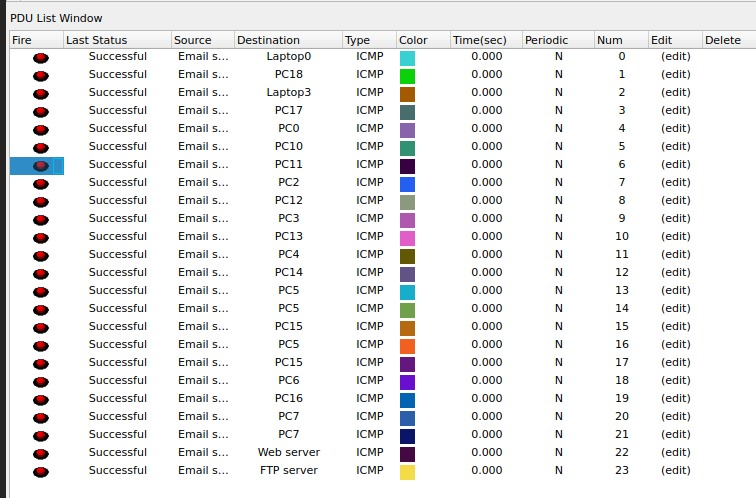 PDU List Window
Fire Last Status Source Destination Type Color Time(sec) Periodic Num Edit Delete
Successful Email s... Laptop0 ICMP 0.000 N 0 (edit)
Successful Email s... PC18 ICMP 0.000 N 1 (edit)
Successful Email s... Laptop3 ICMP 0.000 N 2 (edit)
Successful Email s... PC17 ICMP 0.000 N 3 (edit)
Successful Email s... PC0 ICMP 0.000 N 4 (edit)
Successful Email s... PC10 ICMP 0.000 N 5 (edit)
Successful Email s... PC11 ICMP 0.000 N 6 (edit)
Successful Email s... PC2 ICMP 0.000 N 7 (edit)
Successful Email s... PC12 ICMP 0.000 N 8 (edit)
Successful Email s... PC3 ICMP 0.000 N 9 (edit)
Successful Email s... PC13 ICMP 0.000 N 10 (edit)
Successful Email s... PC4 ICMP 0.000 N 11 (edit)
Successful Email s... PC14 ICMP 0.000 N 12 (edit)
Successful Email s... PC5 ICMP 0.000 N 13 (edit)
Successful Email s... PC5 ICMP 0.000 N 14 (edit)
Successful Email s... PC15 ICMP 0.000 N 15 (edit)
Successful Email s... PC5 ICMP 0.000 N 16 (edit)
Successful Email s... PC15 ICMP 0.000 N 17 (edit)
Successful Email s... PC6 ICMP 0.000 N 18 (edit)
Successful Email s... PC16 ICMP 0.000 N 19 (edit)
Successful Email s... PC7 ICMP 0.000 N 20 (edit)
Successful Email s... PC7 ICMP 0.000 N 21 (edit)
Successful Email s... Web server ICMP 0.000 N 22 (edit)
Successful Email s... FTP server ICMP 0.000 N 23 (edit)